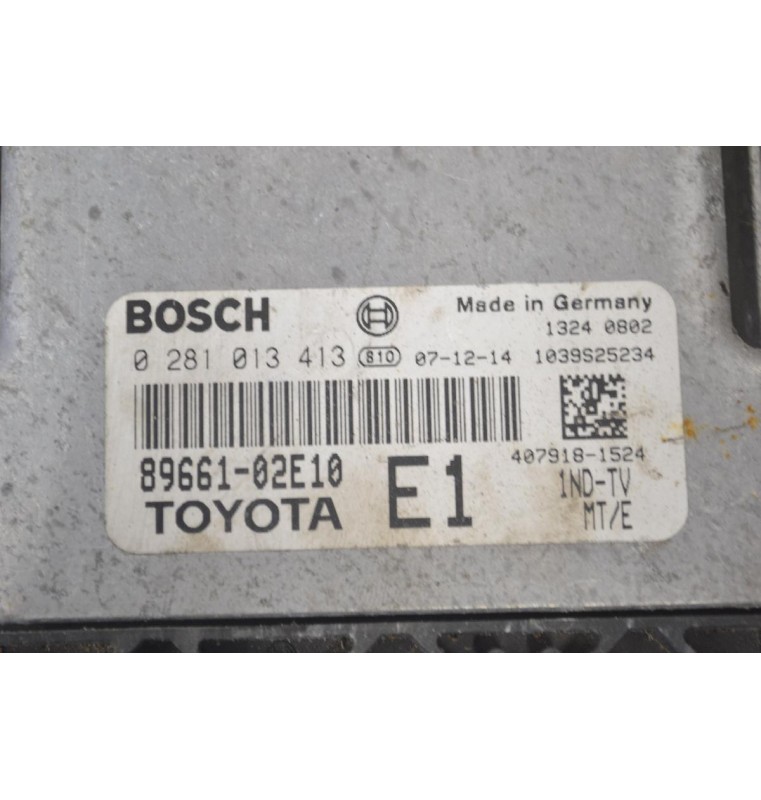 BOSCH Made in Germany
1324 0802
0 281 013 413 810 07-12-14 1039S25234
407918-1524
89661-02E10 E1 1ND-TV
TOYOTA MT/E